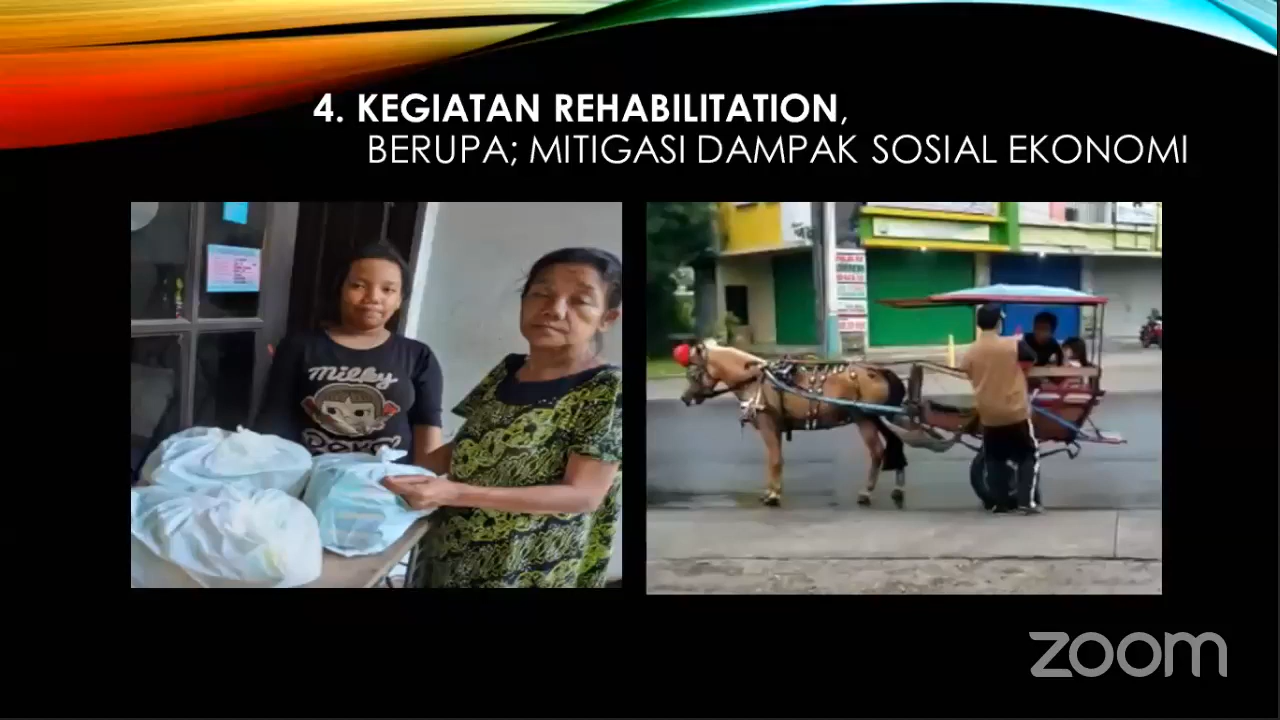 4. KEGIATAN REHABILITATION,
BERUPA; MITIGASI DAMPAK SOSIAL EKONOMI
Milky
zoom